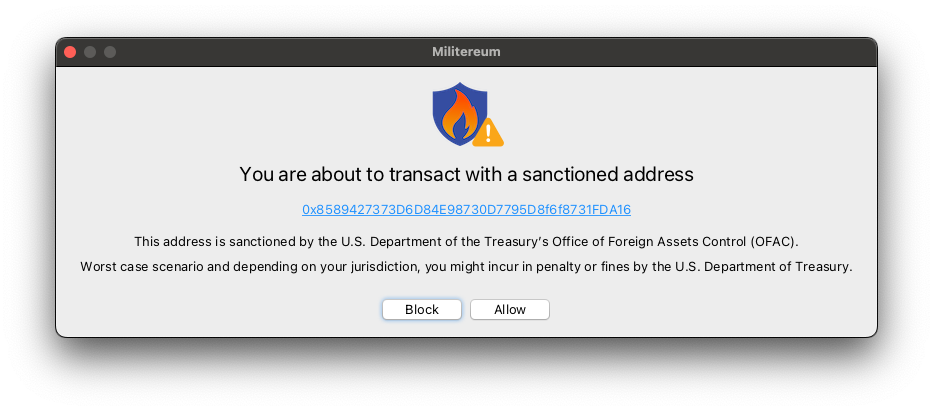 Militereum
You are about to transact with a sanctioned address
0x8589427373D6D84E98730D7795D8f6f8731FDA16
This address is sanctioned by the U.S. Department of the Treasury’s Office of Foreign Assets Control (OFAC).
Worst case scenario and depending on your jurisdiction, you might incur in penalty or fines by the U.S. Department of Treasury.
Block Allow